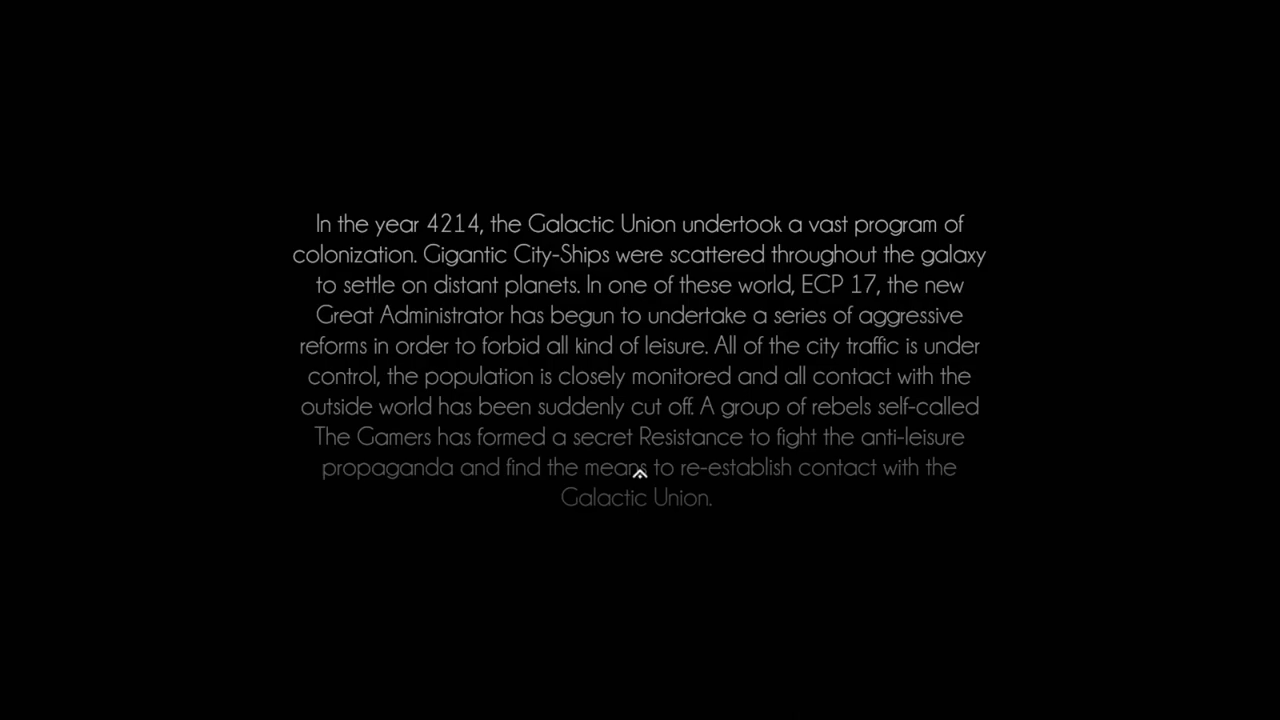 In the year 4214, the Galactic Union undertook a vast program of
colonization. Gigantic City-Ships were scattered throughout the galaxy
to settle on distant planets. In one of these world, ECP 17, the new
Great Administrator has begun to undertake a series of aggressive
reforms in order to forbid all kind of leisure. All of the city traffic is under
control, the population is closely monitored and all contact with the
outside world has been suddenly cut off. A group of rebels self-called
The Gamers has formed a secret Resistance to fight the anti-leisure
propaganda and find the means to re-establish contact with the
Galactic Union.